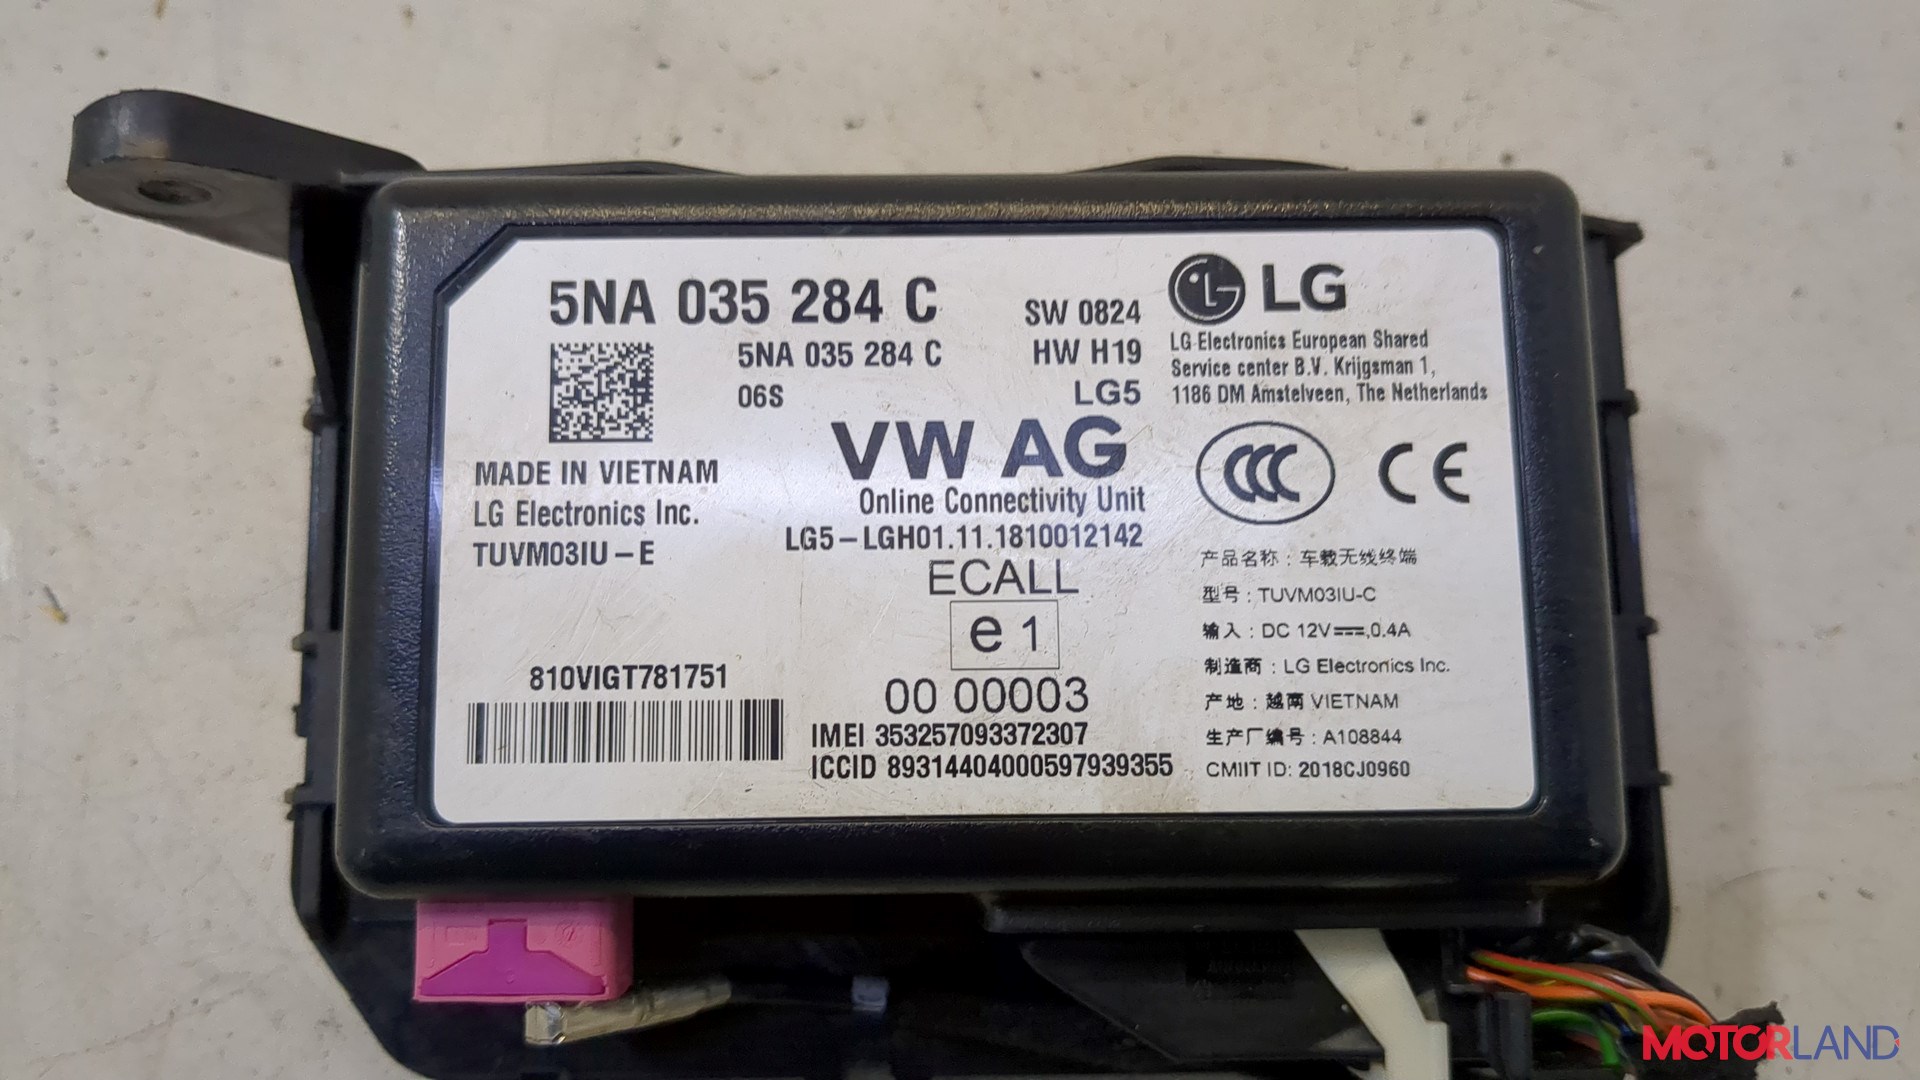 5NA 035 284 C
5NA 035 284 C
06S
SW 0824
HW H19
LG5
LG
LG Electronics European Shared
Service center B.V. Krijgsman 1,
1186 DM Amstelveen, The Netherlands
VW AG
Online Connectivity Unit
LG5-LGH01.11.1810012142
MADE IN VIETNAM
LG Electronics Inc.
TUVM03IU-E
ECALL
e1
00 00003
810VIGT781751
IMEI 353257093372307
ICCID 89314404000597939355
CCC
CE
产品名称: 车载无线终端
型号: TUVM03IU-C
输入: DC 12V⎓,0.4A
制造商: LG Electronics Inc.
产地: 越南 VIETNAM
生产厂编号: A108844
CMIIT ID: 2018CJ0960
MOTORLAND